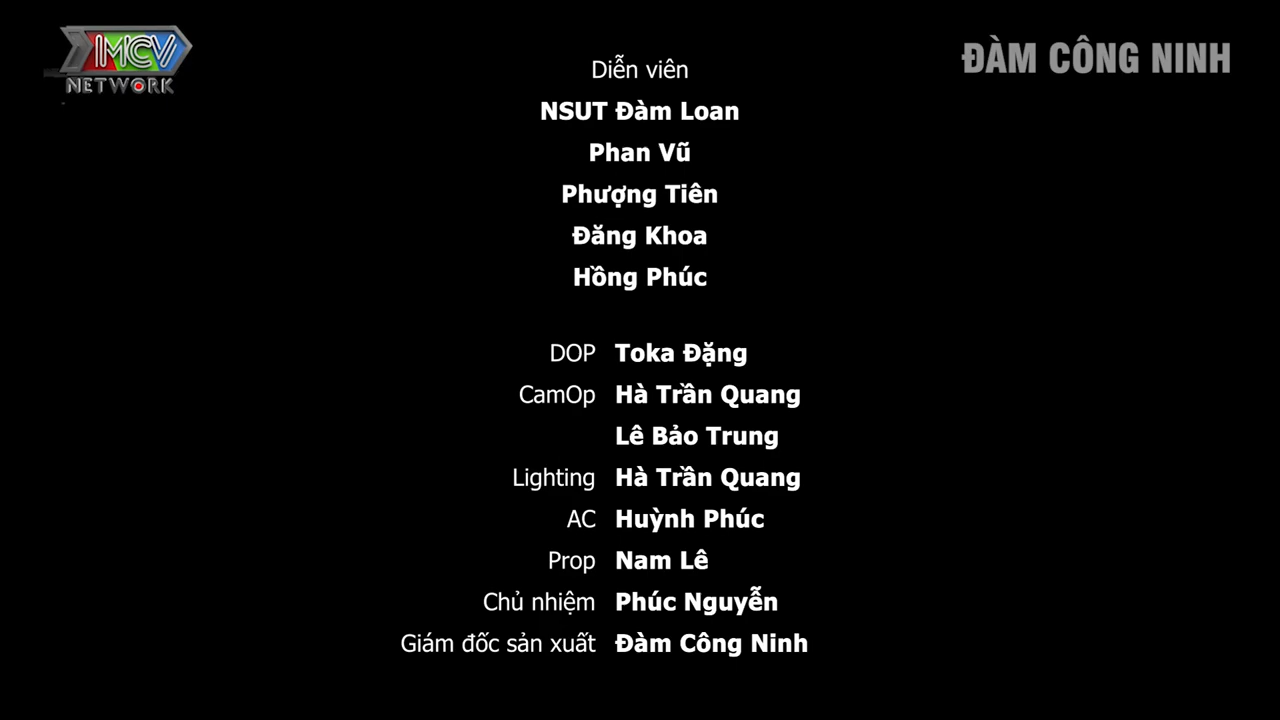 MCV
NETWORK
ĐÀM CÔNG NINH
Diễn viên
NSUT Đàm Loan
Phan Vũ
Phượng Tiên
Đăng Khoa
Hồng Phúc
DOP Toka Đặng
CamOp Hà Trần Quang
Lê Bảo Trung
Lighting Hà Trần Quang
AC Huỳnh Phúc
Prop Nam Lê
Chủ nhiệm Phúc Nguyễn
Giám đốc sản xuất Đàm Công Ninh